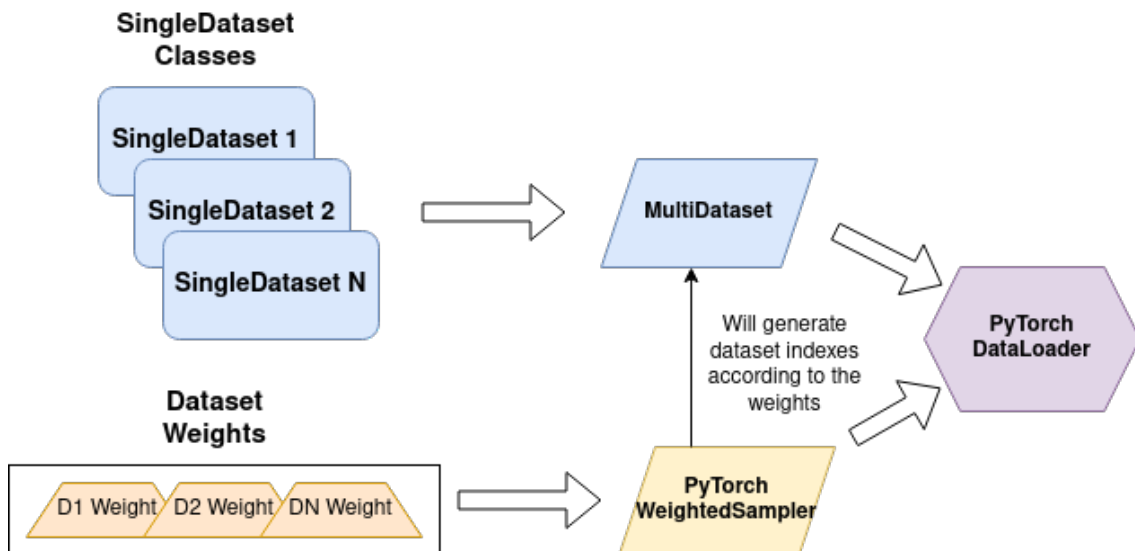 SingleDataset
Classes
SingleDataset 1
SingleDataset 2
SingleDataset N
MultiDataset
Will generate
dataset indexes
according to the
weights
PyTorch
DataLoader
Dataset
Weights
D1 Weight
D2 Weight
DN Weight
PyTorch
WeightedSampler